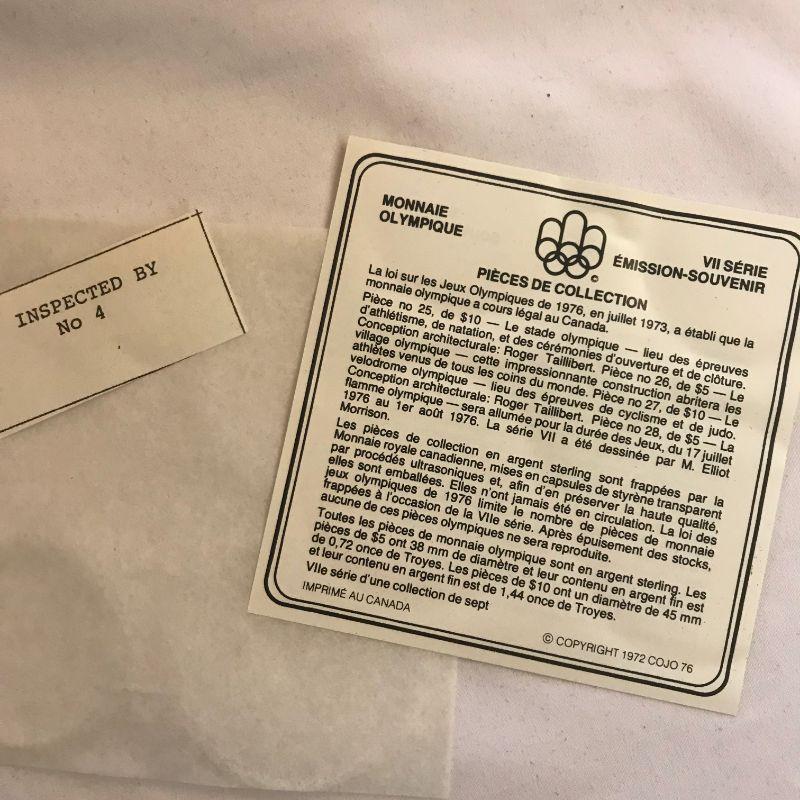 INSPECTED BY
No 4
MONNAIE
OLYMPIQUE
VII SÉRIE
ÉMISSION-SOUVENIR
©
PIÈCES DE COLLECTION
La loi sur les Jeux Olympiques de 1976, en juillet 1973, a établi que la
monnaie olympique a cours légal au Canada.
Pièce no 25, de $10 — Le stade olympique — lieu des épreuves
d'athlétisme, de natation, et des cérémonies d'ouverture et de clôture.
Conception architecturale: Roger Taillibert. Pièce no 26, de $5 — Le
village olympique — cette impressionnante construction abritera les
athlètes venus de tous les coins du monde. Pièce no 27, de $10 — Le
velodrome olympique — lieu des épreuves de cyclisme et de judo.
Conception architecturale: Roger Taillibert. Pièce no 28, de $5 — La
flamme olympique — sera allumée pour la durée des Jeux, du 17 juillet
1976 au 1er août 1976. La série VII a été dessinée par M. Elliot
Morrison.
Les pièces de collection en argent sterling sont frappées par la
Monnaie royale canadienne, mises en capsules de styrène transparent
par procédés ultrasoniques et, afin d'en préserver la haute qualité,
elles sont emballées. Elles n'ont jamais été en circulation. La loi des
jeux olympiques de 1976 limite le nombre de pièces de monnaie
frappées à l'occasion de la VIIe série. Après épuisement des stocks,
aucune de ces pièces olympiques ne sera reproduite.
Toutes les pièces de monnaie olympique sont en argent sterling. Les
pièces de $5 ont 38 mm de diamètre et leur contenu en argent fin est
de 0,72 once de Troyes. Les pièces de $10 ont un diamètre de 45 mm
et leur contenu en argent fin est de 1,44 once de Troyes.
VIIe série d'une collection de sept
IMPRIMÉ AU CANADA
© COPYRIGHT 1972 COJO 76